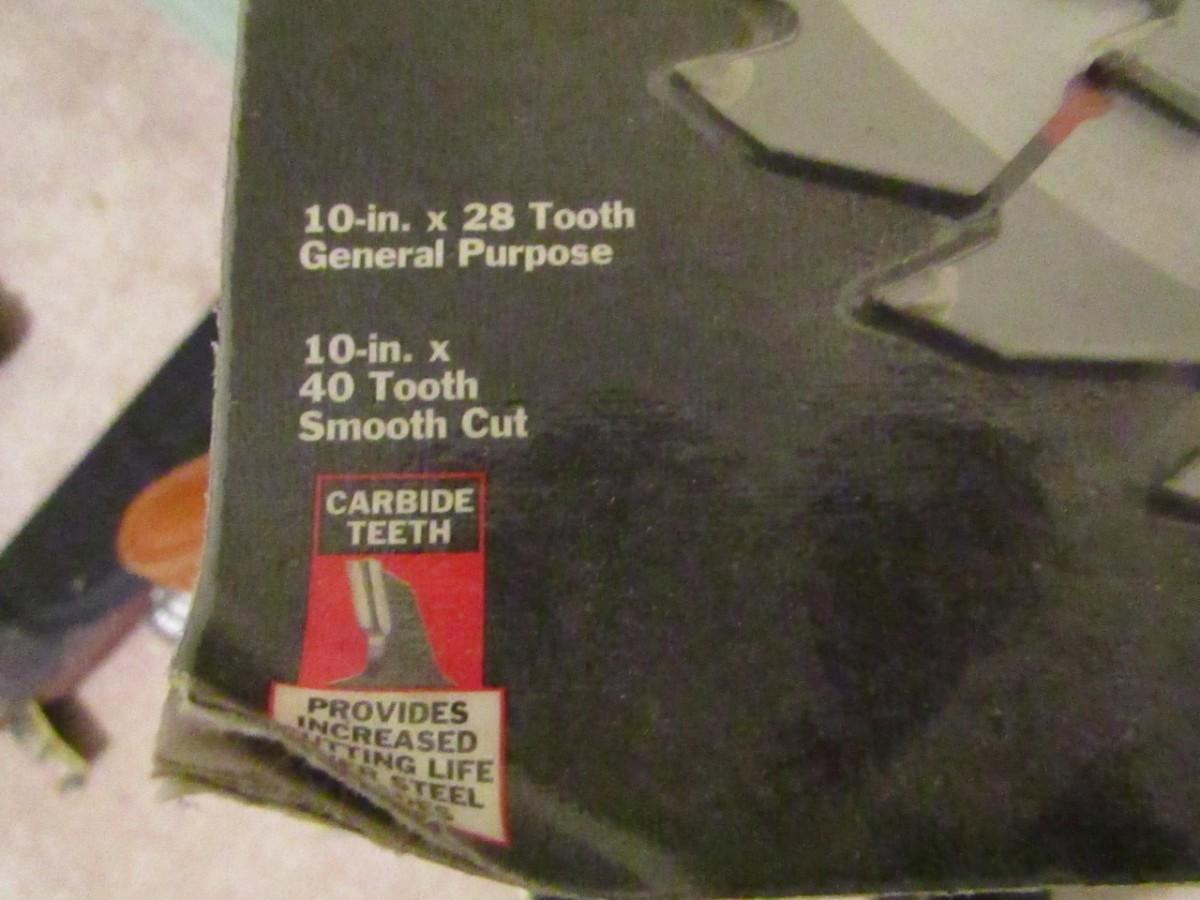 10-in. x 28 Tooth
General Purpose
10-in. x
40 Tooth
Smooth Cut
CARBIDE
TEETH
PROVIDES
INCREASED
LIFE
STEEL